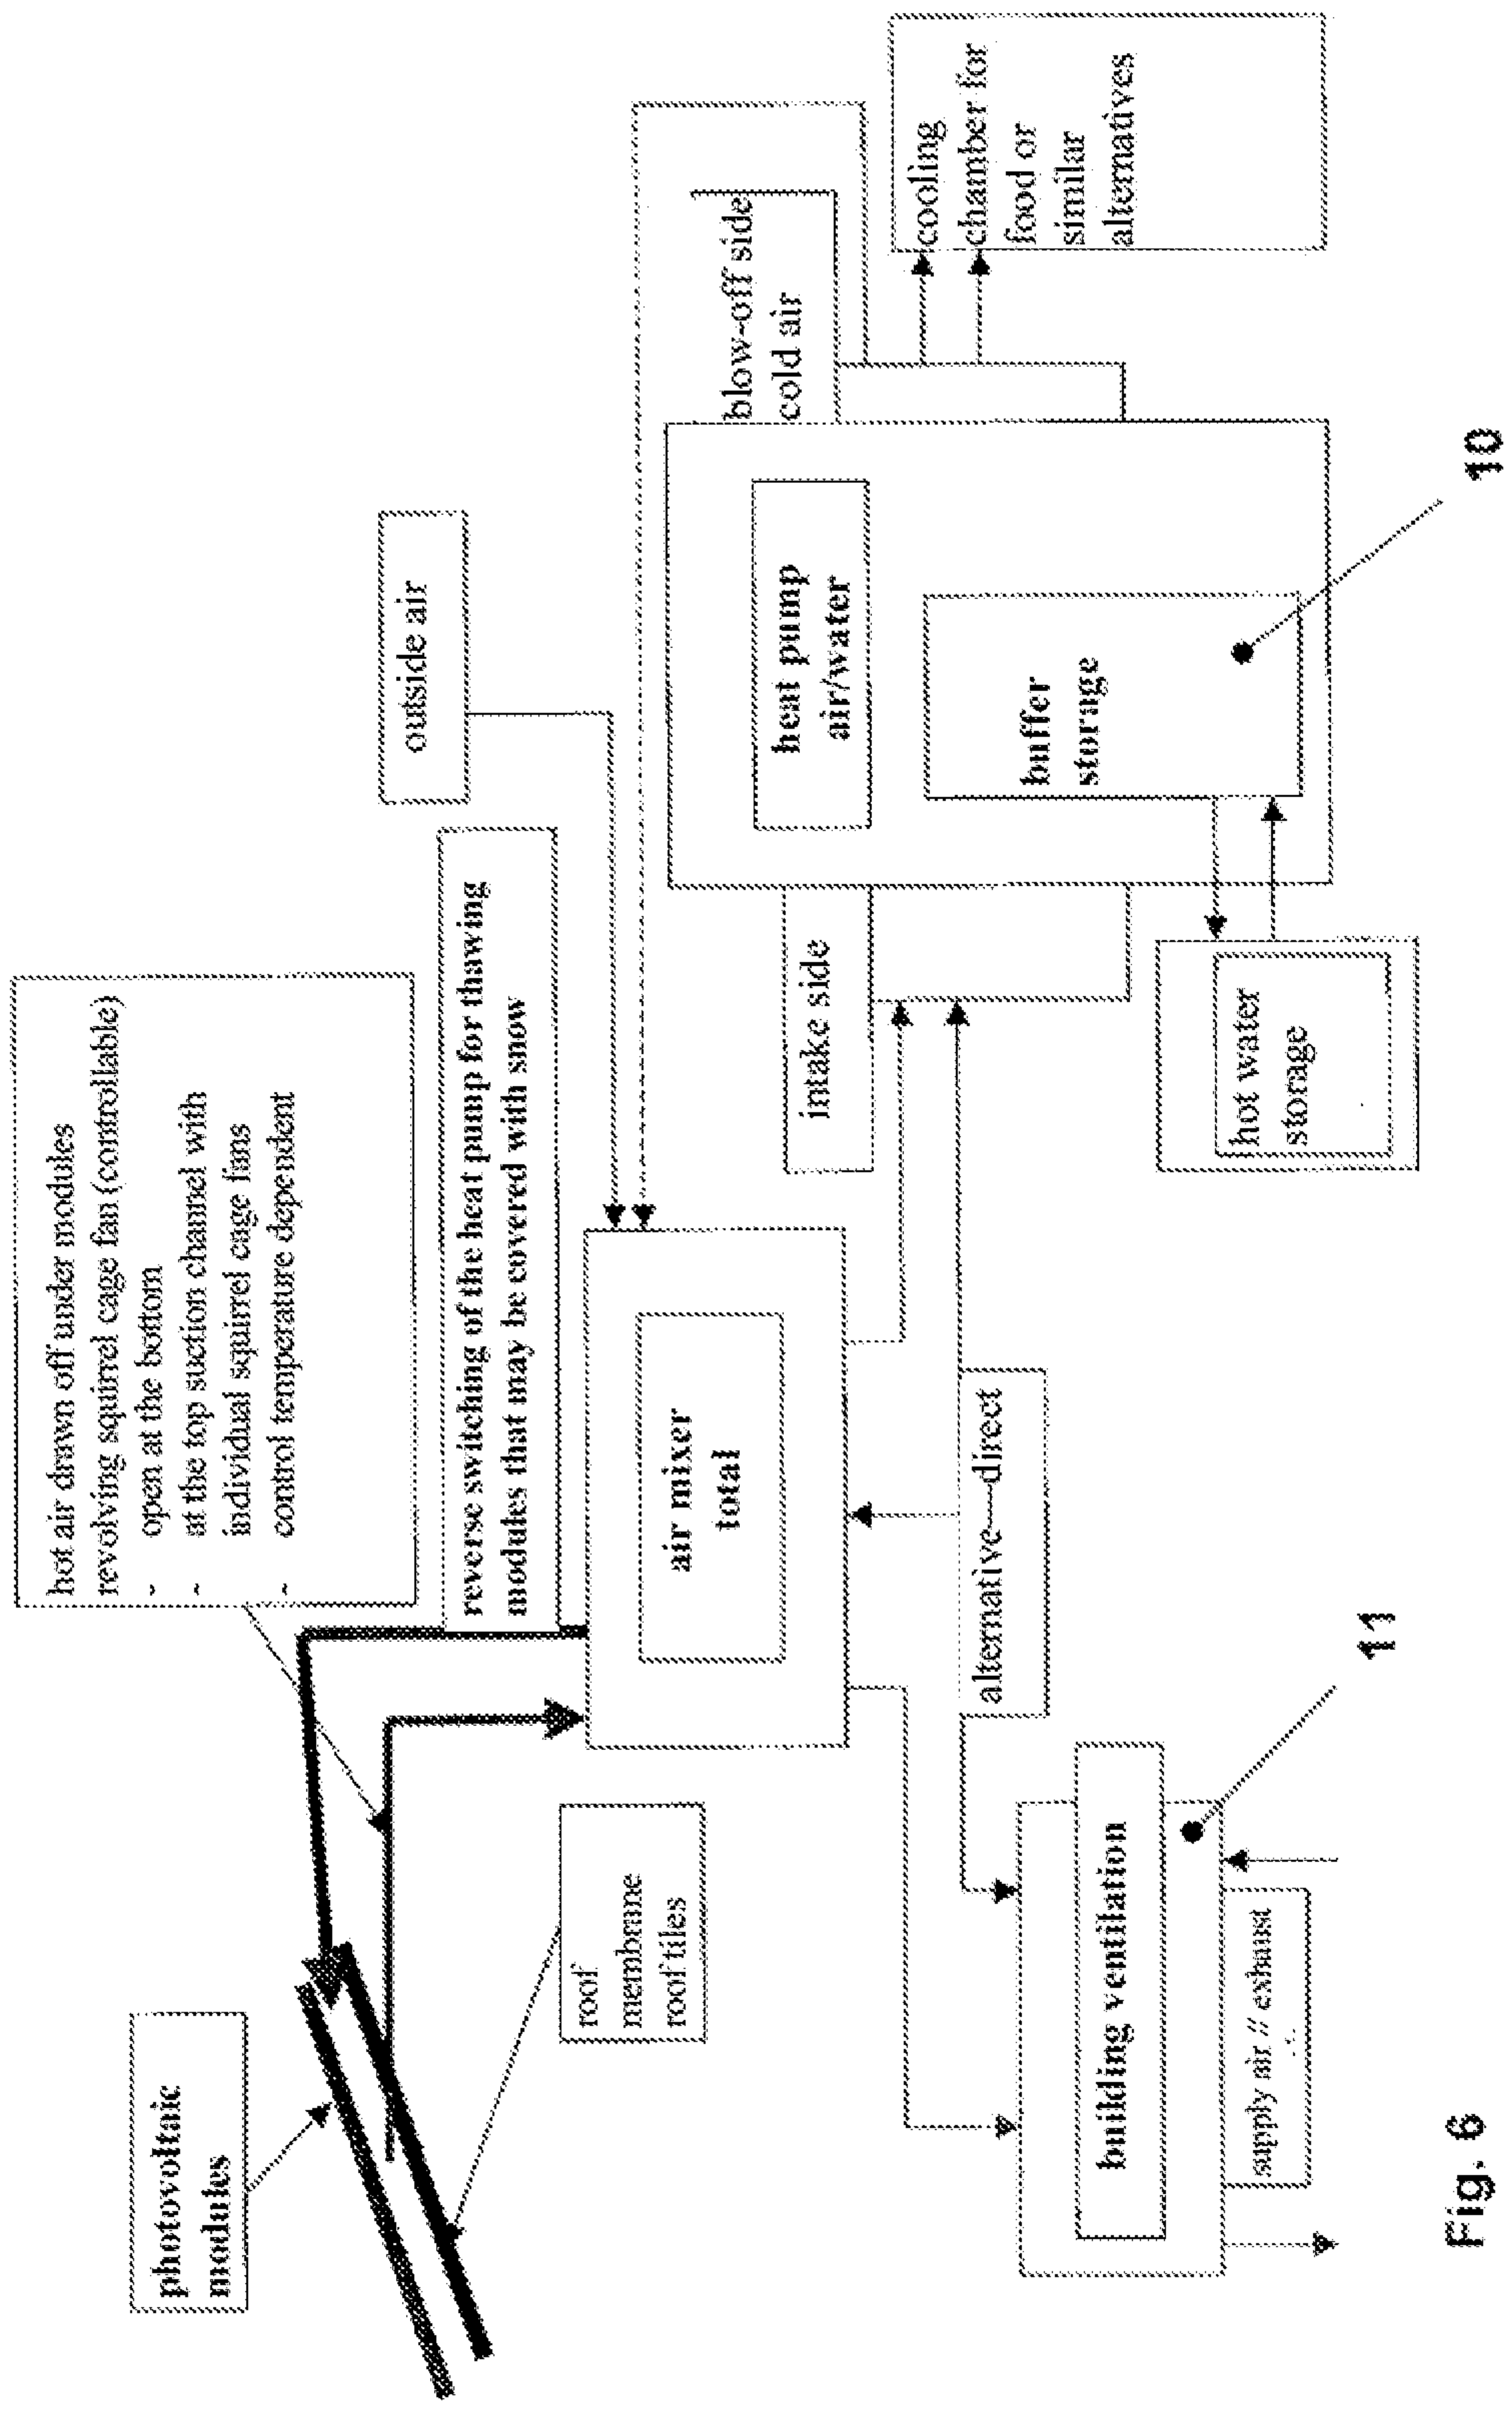 hot air drawn off under modules
revolving squirrel cage fan (controllable)
- open at the bottom
- at the top suction channel with
individual squirrel cage fans
- control temperature dependent
photovoltaic
modules
reverse switching of the heat pump for thawing
modules that may be covered with snow
outside air
roof
membrane
roof tiles
air mixer
total
intake side
heat pump
air/water
blow-off side
cold air
buffer
storage
cooling
chamber for
food or
similar
alternatives
alternative—direct
hot water
storage
building ventilation
supply air // exhaust
11
10
Fig. 6